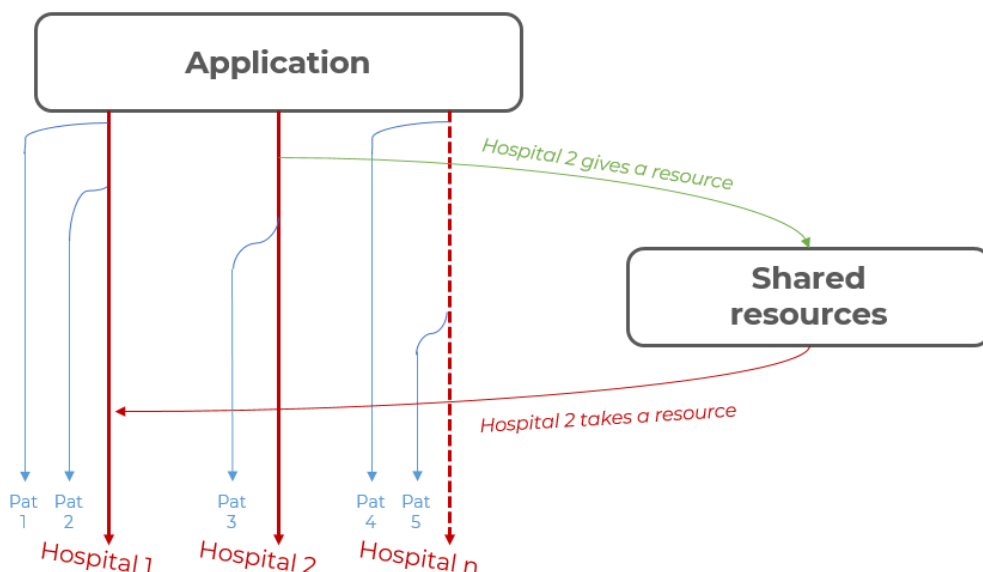 Application
Hospital 2 gives a resource
Shared
resources
Hospital 2 takes a resource
Pat
1
Pat
2
Pat
3
Pat
4
Pat
5
Hospital 1
Hospital 2
Hospital n